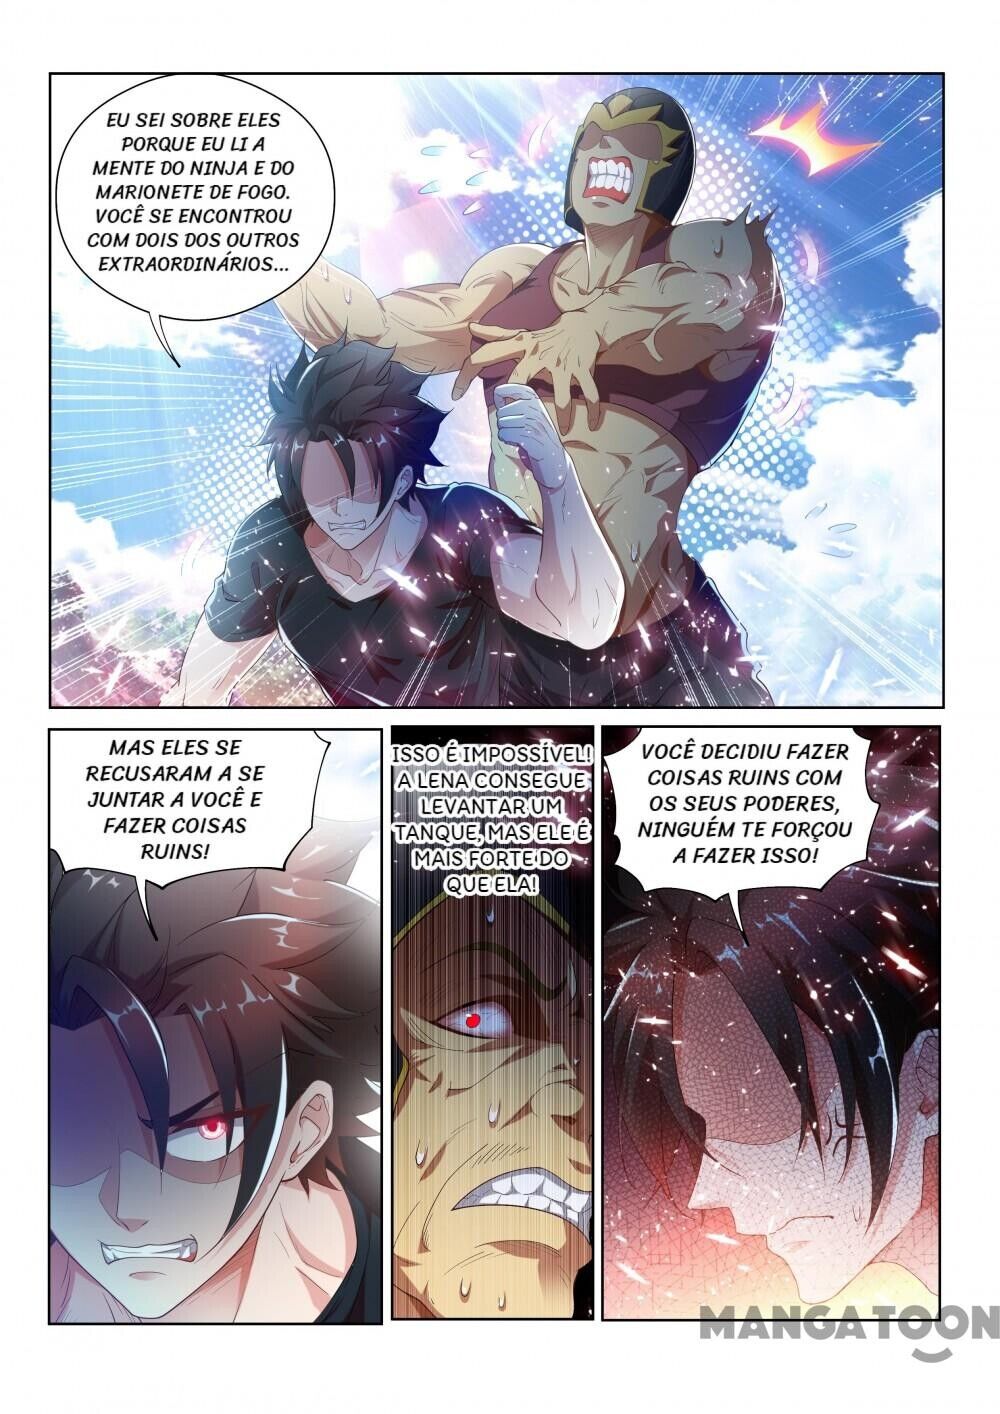 EU SEI SOBRE ELES
PORQUE EU LI A
MENTE DO NINJA E DO
MARIONETE DE FOGO.
VOCÊ SE ENCONTROU
COM DOIS DOS OUTROS
EXTRAORDINÁRIOS...
MAS ELES SE
RECUSARAM A SE
JUNTAR A VOCÊ E
FAZER COISAS
RUINS!
ISSO É IMPOSSÍVEL!
A LENA CONSEGUE
LEVANTAR UM
TANQUE, MAS ELE É
MAIS FORTE DO
QUE ELA!
VOCÊ DECIDIU FAZER
COISAS RUINS COM
OS SEUS PODERES,
NINGUÉM TE FORÇOU
A FAZER ISSO!
MANGATOON